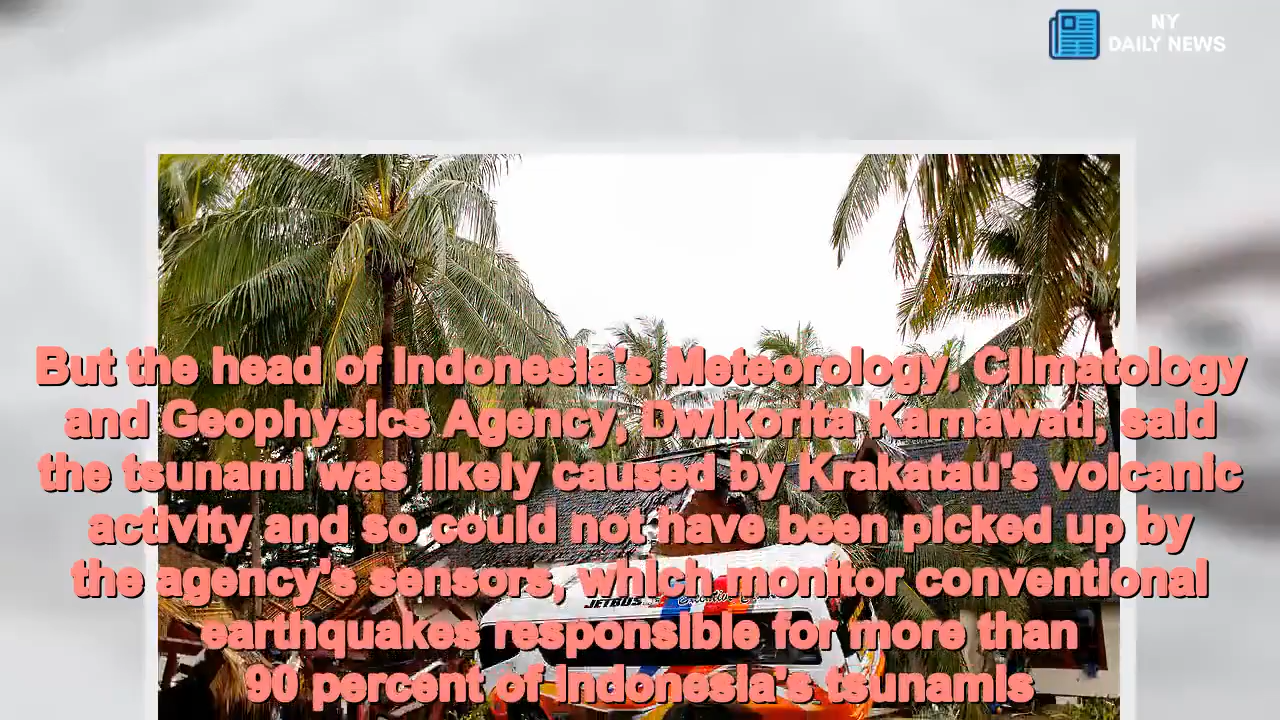 NY
DAILY NEWS
But the head of Indonesia's Meteorology, Climatology
and Geophysics Agency, Dwikorita Karnawati, said
the tsunami was likely caused by Krakatau's volcanic
activity and so could not have been picked up by
the agency's sensors, which monitor conventional
JETBUS
earthquakes responsible for more than
90 percent of Indonesia's tsunamis